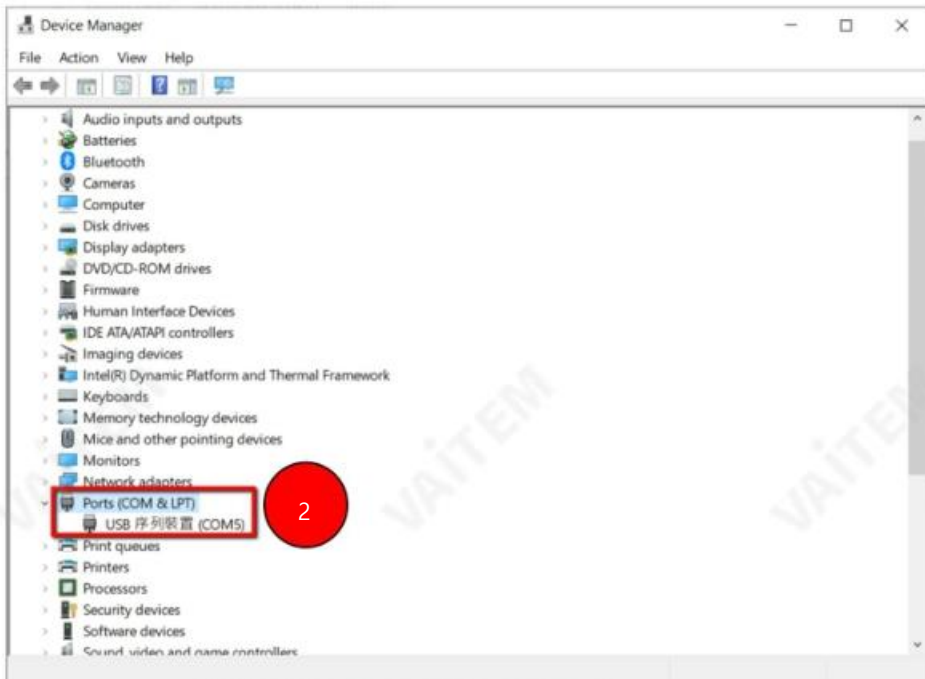 Device Manager
File Action View Help
Audio inputs and outputs
Batteries
Bluetooth
Cameras
Computer
Disk drives
Display adapters
DVD/CD-ROM drives
Firmware
Human Interface Devices
IDE ATA/ATAPI controllers
Imaging devices
Intel(R) Dynamic Platform and Thermal Framework
Keyboards
Memory technology devices
Mice and other pointing devices
Monitors
Network adapters
Ports (COM & LPT)
USB 序列裝置 (COM5)
2
Print queues
Printers
Processors
Security devices
Software devices
Sound, video and game controllers
VAITEM
VAITEM
VAITEM